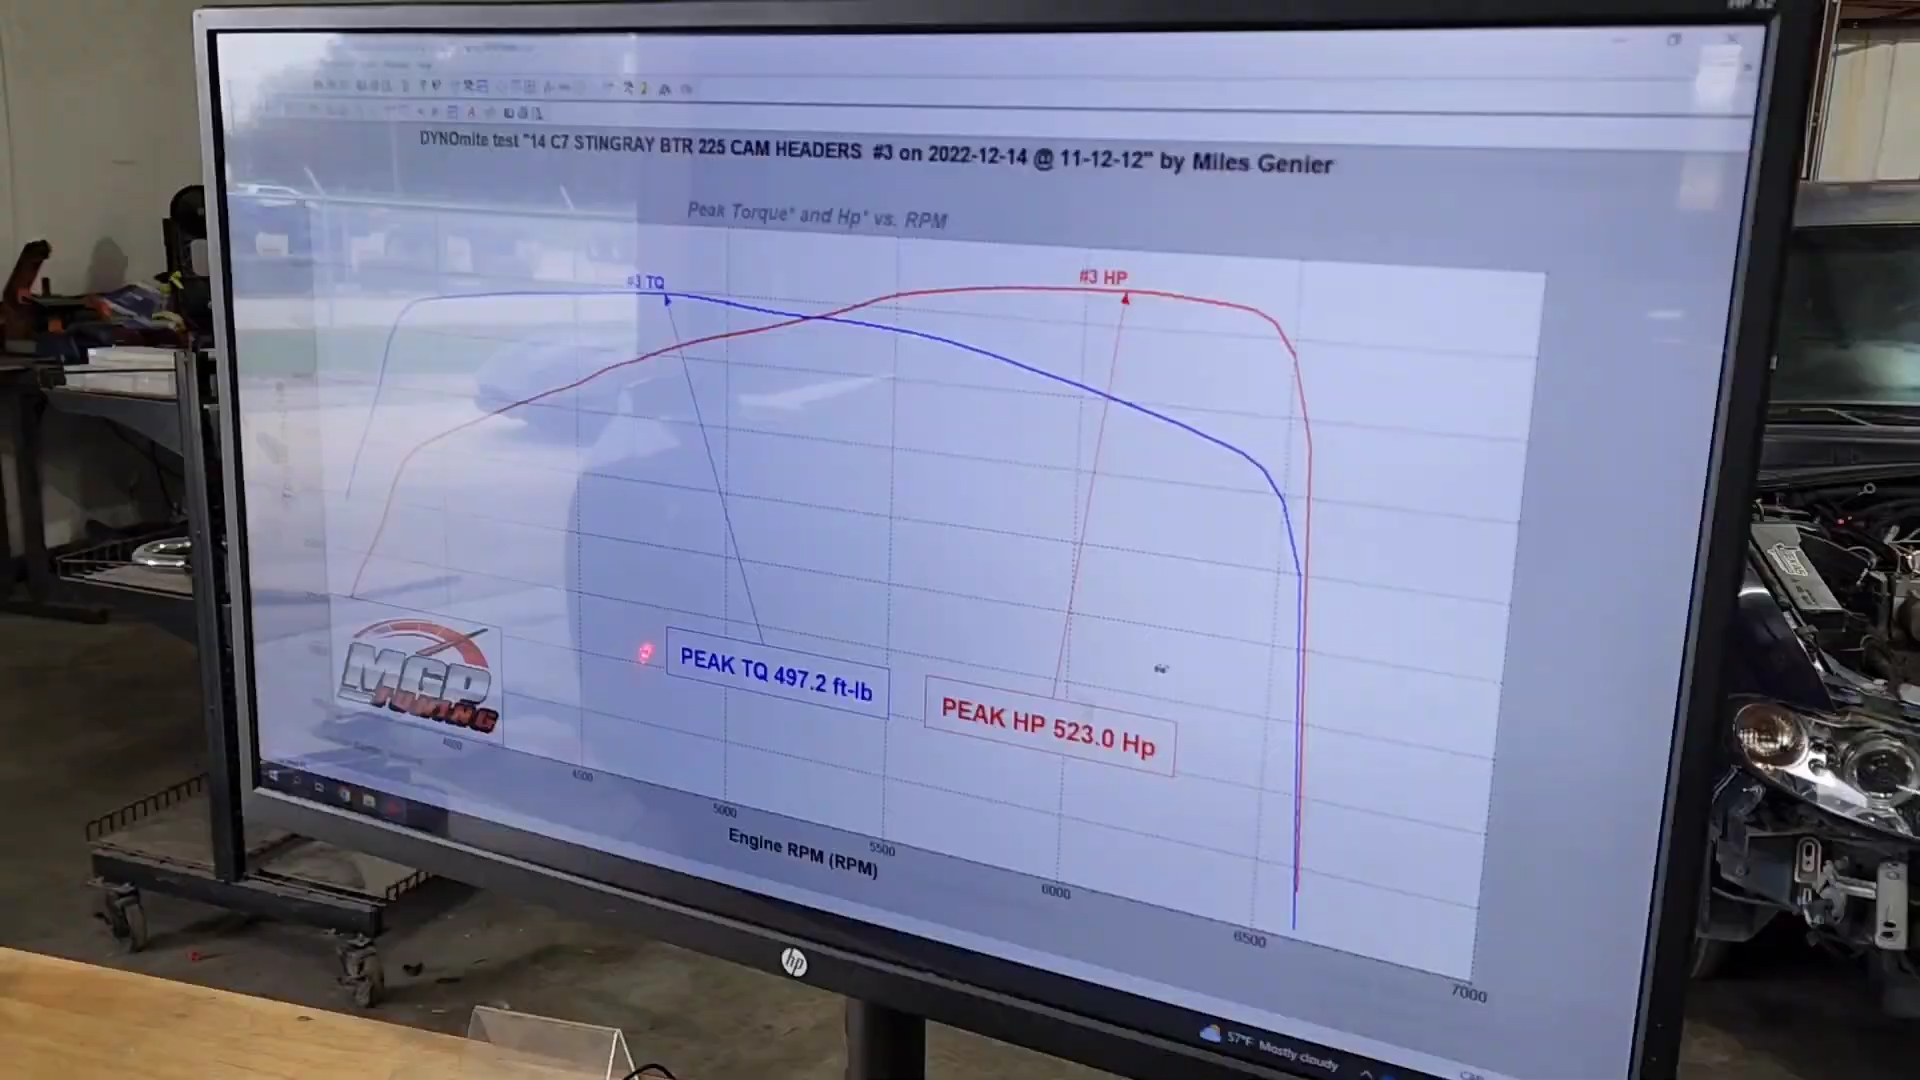 DYNOmite test "14 C7 STINGRAY BTR 225 CAM HEADERS #3 on 2022-12-14 @ 11-12-12" by Miles Genier
Peak Torque* and Hp* vs. RPM
#3 TQ
#3 HP
PEAK TQ 497.2 ft-lb
PEAK HP 523.0 Hp
MGP
TUNING
4000
4500
5000
5500
6000
6500
7000
Engine RPM (RPM)
hp
57°F Mostly cloudy